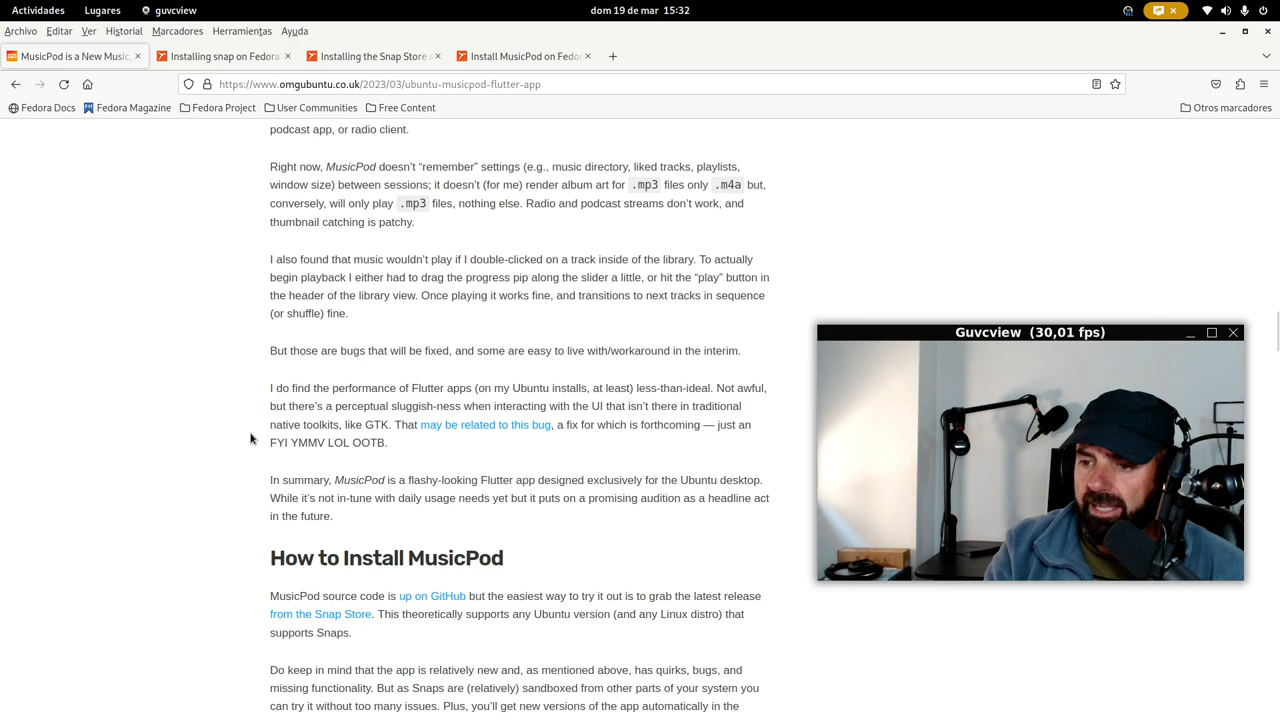 Actividades Lugares guvcview dom 19 de mar 15:32
Archivo Editar Ver Historial Marcadores Herramientas Ayuda
MusicPod is a New Music Installing snap on Fedora Installing the Snap Store Install MusicPod on Fedo
https://www.omgubuntu.co.uk/2023/03/ubuntu-musicpod-flutter-app
Fedora Docs Fedora Magazine Fedora Project User Communities Free Content Otros marcadores
podcast app, or radio client.
Right now, MusicPod doesn’t “remember” settings (e.g., music directory, liked tracks, playlists,
window size) between sessions; it doesn’t (for me) render album art for .mp3 files only .m4a but,
conversely, will only play .mp3 files, nothing else. Radio and podcast streams don’t work, and
thumbnail catching is patchy.
I also found that music wouldn’t play if I double-clicked on a track inside of the library. To actually
begin playback I either had to drag the progress pip along the slider a little, or hit the “play” button in
the header of the library view. Once playing it works fine, and transitions to next tracks in sequence
(or shuffle) fine.
Guvcview (30,01 fps)
But those are bugs that will be fixed, and some are easy to live with/workaround in the interim.
I do find the performance of Flutter apps (on my Ubuntu installs, at least) less-than-ideal. Not awful,
but there’s a perceptual sluggish-ness when interacting with the UI that isn’t there in traditional
native toolkits, like GTK. That may be related to this bug, a fix for which is forthcoming — just an
FYI YMMV LOL OOTB.
In summary, MusicPod is a flashy-looking Flutter app designed exclusively for the Ubuntu desktop.
While it’s not in-tune with daily usage needs yet but it puts on a promising audition as a headline act
in the future.
How to Install MusicPod
MusicPod source code is up on GitHub but the easiest way to try it out is to grab the latest release
from the Snap Store. This theoretically supports any Ubuntu version (and any Linux distro) that
supports Snaps.
Do keep in mind that the app is relatively new and, as mentioned above, has quirks, bugs, and
missing functionality. But as Snaps are (relatively) sandboxed from other parts of your system you
can try it without too many issues. Plus, you’ll get new versions of the app automatically in the